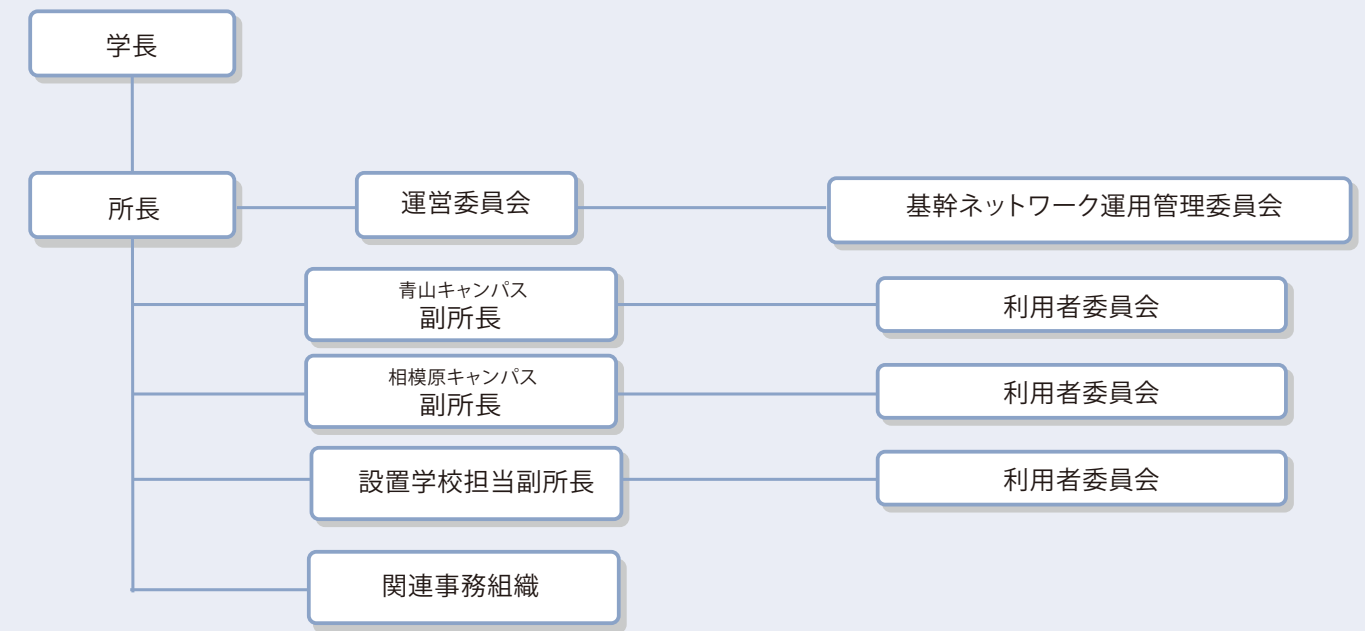 学長
所長
運営委員会
基幹ネットワーク運用管理委員会
青山キャンパス
副所長
利用者委員会
相模原キャンパス
副所長
利用者委員会
設置学校担当副所長
利用者委員会
関連事務組織